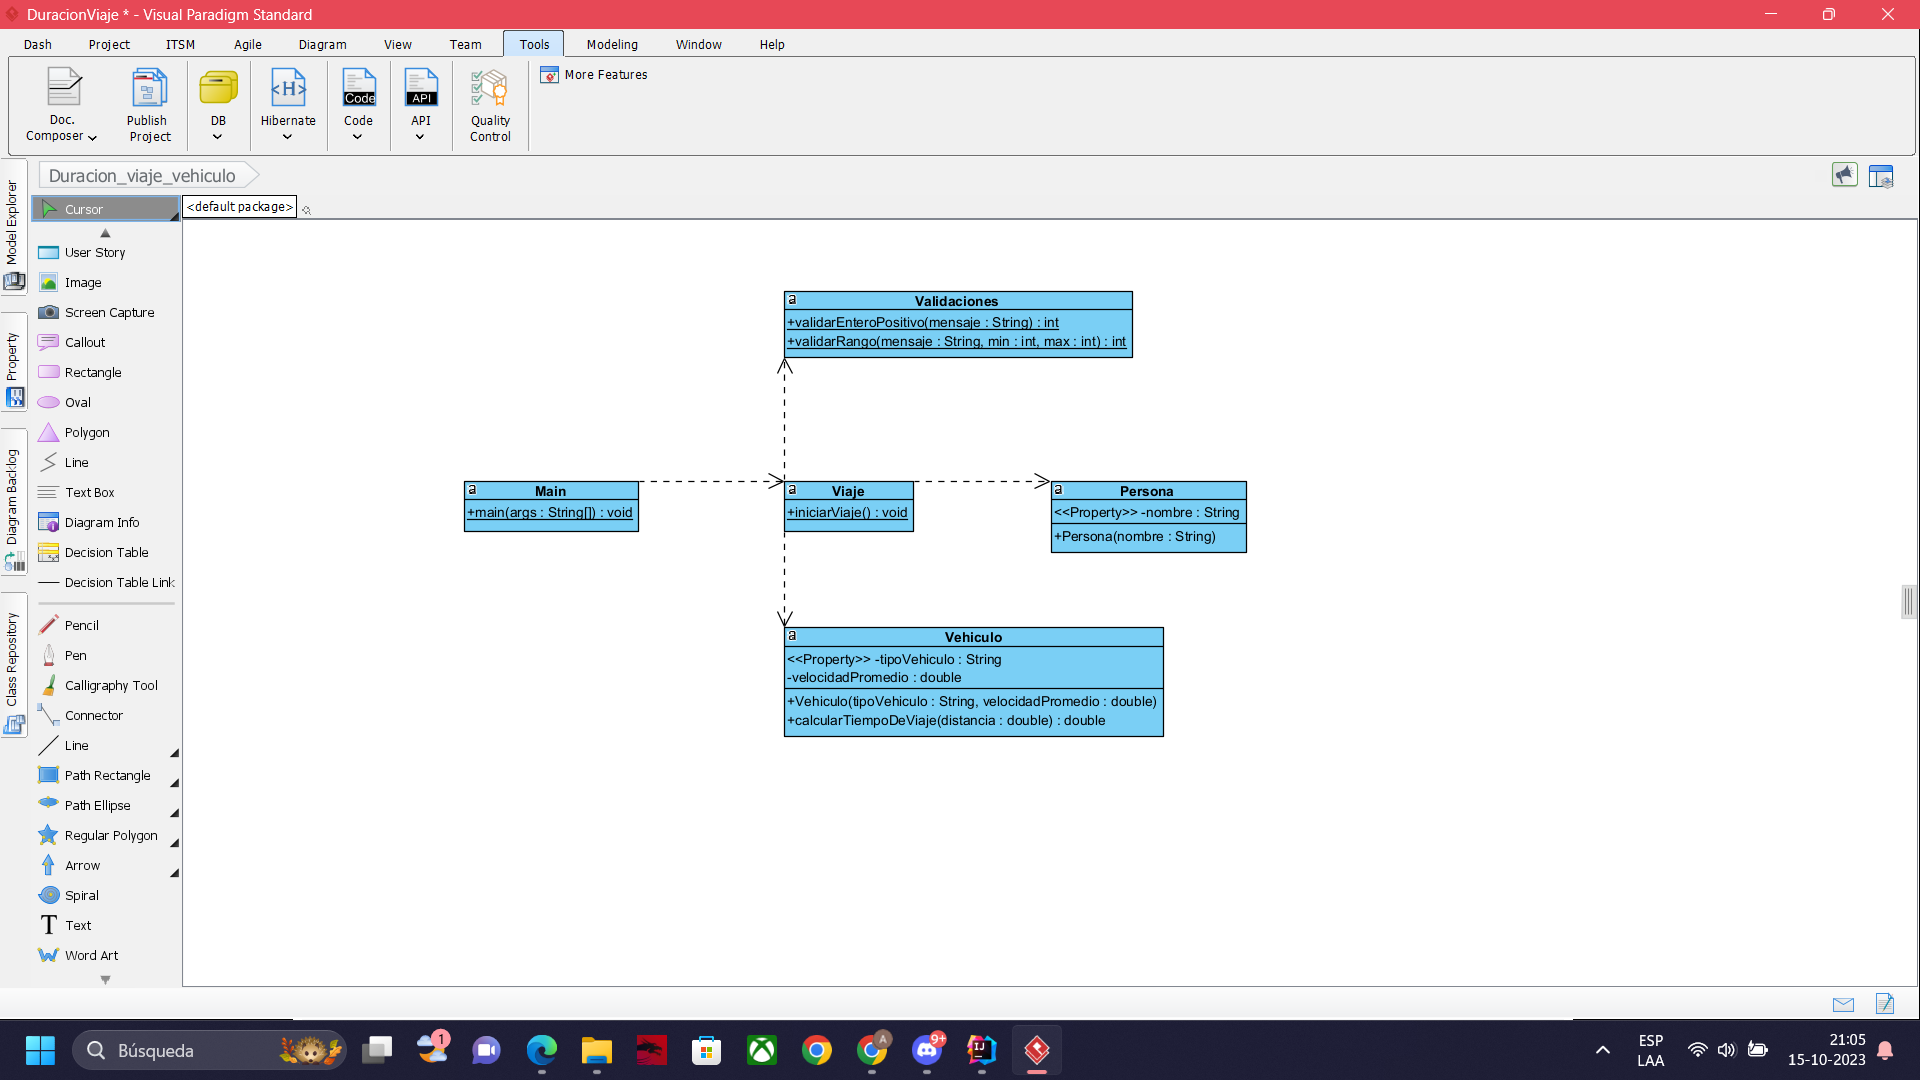 DuracionViaje * - Visual Paradigm Standard
Dash Project ITSM Agile Diagram View Team Tools Modeling Window Help
Doc. Composer
Publish Project
DB
Hibernate
Code
Code
API
API
Quality Control
More Features
Duracion_viaje_vehiculo
<default package>
Model Explorer
Property
Diagram Backlog
Class Repository
Cursor
User Story
Image
Screen Capture
Callout
Rectangle
Oval
Polygon
Line
Text Box
Diagram Info
Decision Table
Decision Table Link
Pencil
Pen
Calligraphy Tool
Connector
Line
Path Rectangle
Path Ellipse
Regular Polygon
Arrow
Spiral
Text
Word Art
a Validaciones
+validarEnteroPositivo(mensaje : String) : int
+validarRango(mensaje : String, min : int, max : int) : int
a Main
+main(args : String[]) : void
a Viaje
+iniciarViaje() : void
a Persona
<<Property>> -nombre : String
+Persona(nombre : String)
a Vehiculo
<<Property>> -tipoVehiculo : String
-velocidadPromedio : double
+Vehiculo(tipoVehiculo : String, velocidadPromedio : double)
+calcularTiempoDeViaje(distancia : double) : double
Búsqueda
1
A
9+
IJ
ESP
LAA
21:05
15-10-2023